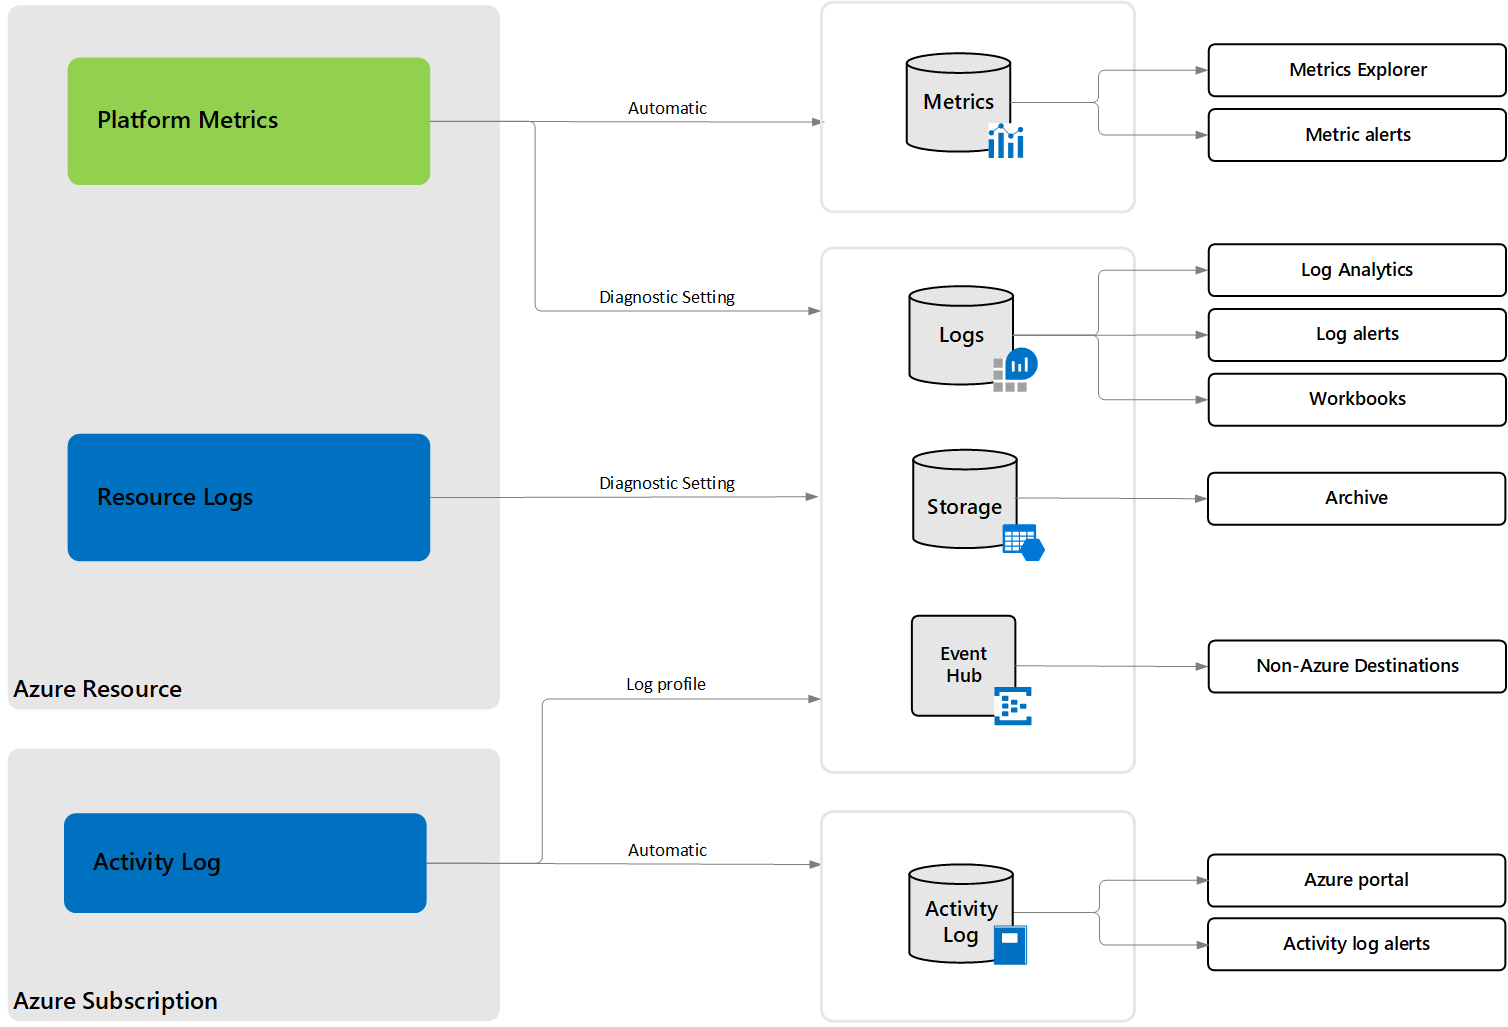 Platform Metrics
Automatic
Metrics
Metrics Explorer
Metric alerts
Diagnostic Setting
Logs
Log Analytics
Log alerts
Workbooks
Resource Logs
Diagnostic Setting
Storage
Archive
Azure Resource
Log profile
Event
Hub
Non-Azure Destinations
Activity Log
Automatic
Activity
Log
Azure portal
Activity log alerts
Azure Subscription